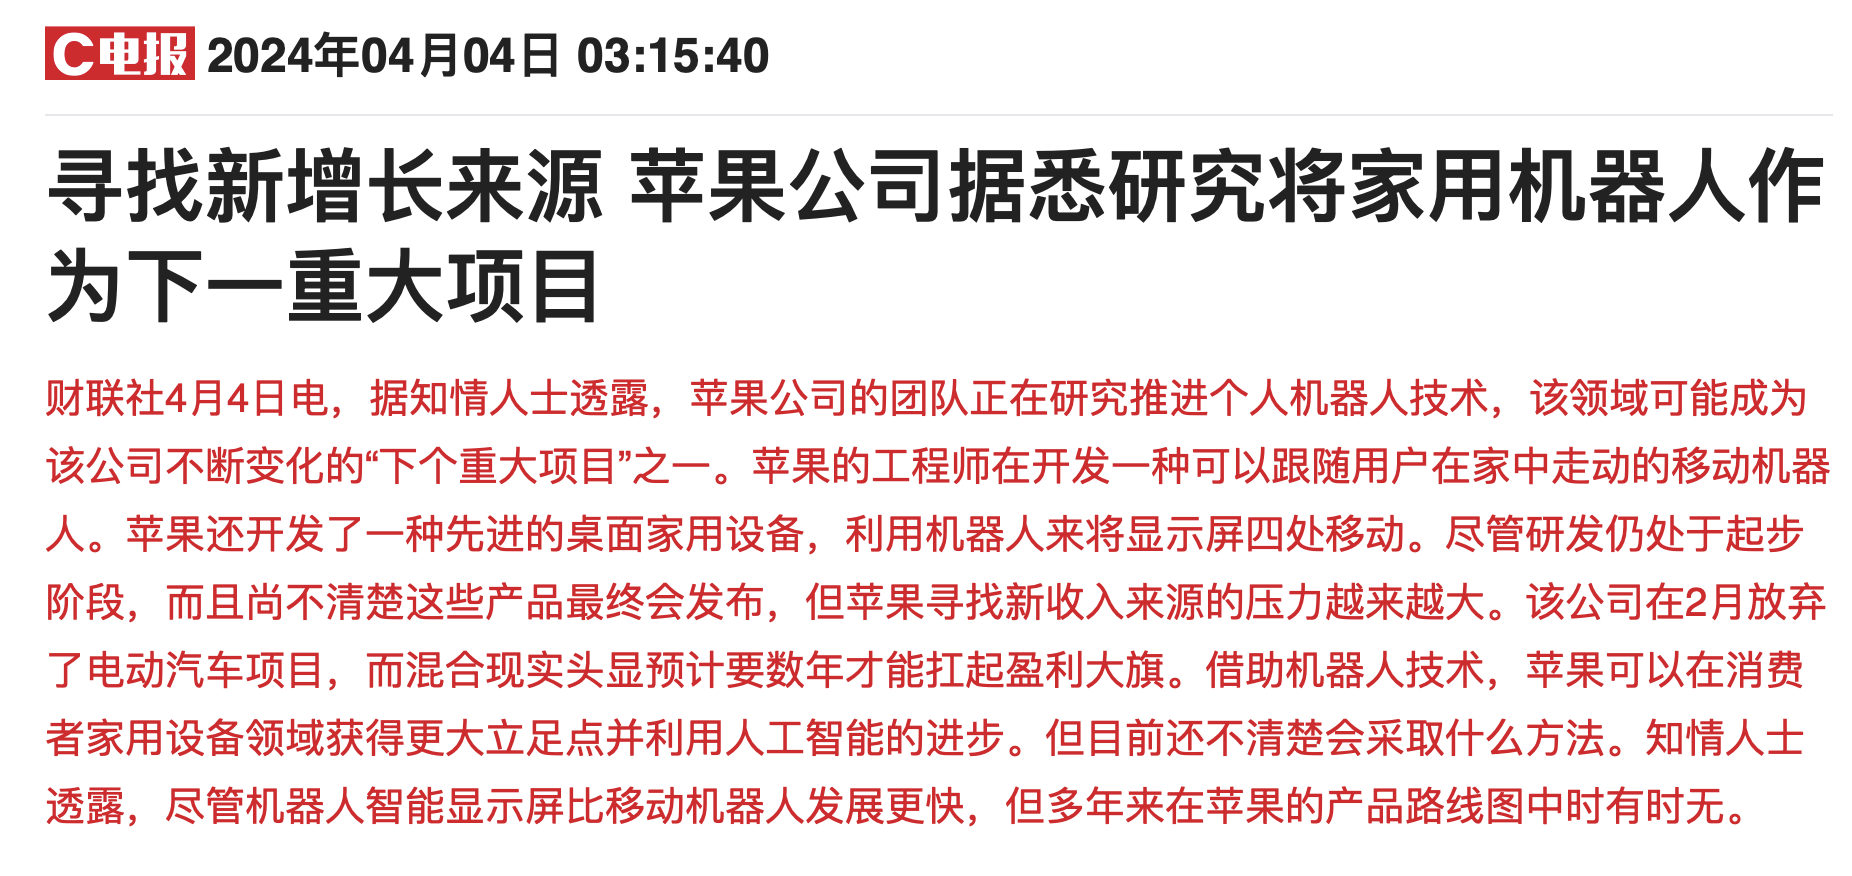 C电报 2024年04月04日 03:15:40
寻找新增长来源 苹果公司据悉研究将家用机器人作
为下一重大项目
财联社4月4日电，据知情人士透露，苹果公司的团队正在研究推进个人机器人技术，该领域可能成为
该公司不断变化的“下个重大项目”之一。苹果的工程师在开发一种可以跟随用户在家中走动的移动机器
人。苹果还开发了一种先进的桌面家用设备，利用机器人来将显示屏四处移动。尽管研发仍处于起步
阶段，而且尚不清楚这些产品最终会发布，但苹果寻找新收入来源的压力越来越大。该公司在2月放弃
了电动汽车项目，而混合现实头显预计要数年才能扛起盈利大旗。借助机器人技术，苹果可以在消费
者家用设备领域获得更大立足点并利用人工智能的进步。但目前还不清楚会采取什么方法。知情人士
透露，尽管机器人智能显示屏比移动机器人发展更快，但多年来在苹果的产品路线图中时有时无。